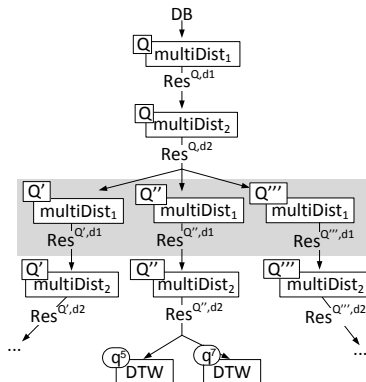 DB
Q
multiDist₁
Res^Q,d1
Q
multiDist₂
Res^Q,d2
Q' Q'' Q'''
multiDist₁ multiDist₁ multiDist₁
Res^Q',d1 Res^Q'',d1 Res^Q''',d1
Q' Q'' Q'''
multiDist₂ multiDist₂ multiDist₂
Res^Q',d2 Res^Q'',d2 Res^Q''',d2
... ...
q⁵ q⁷
DTW DTW